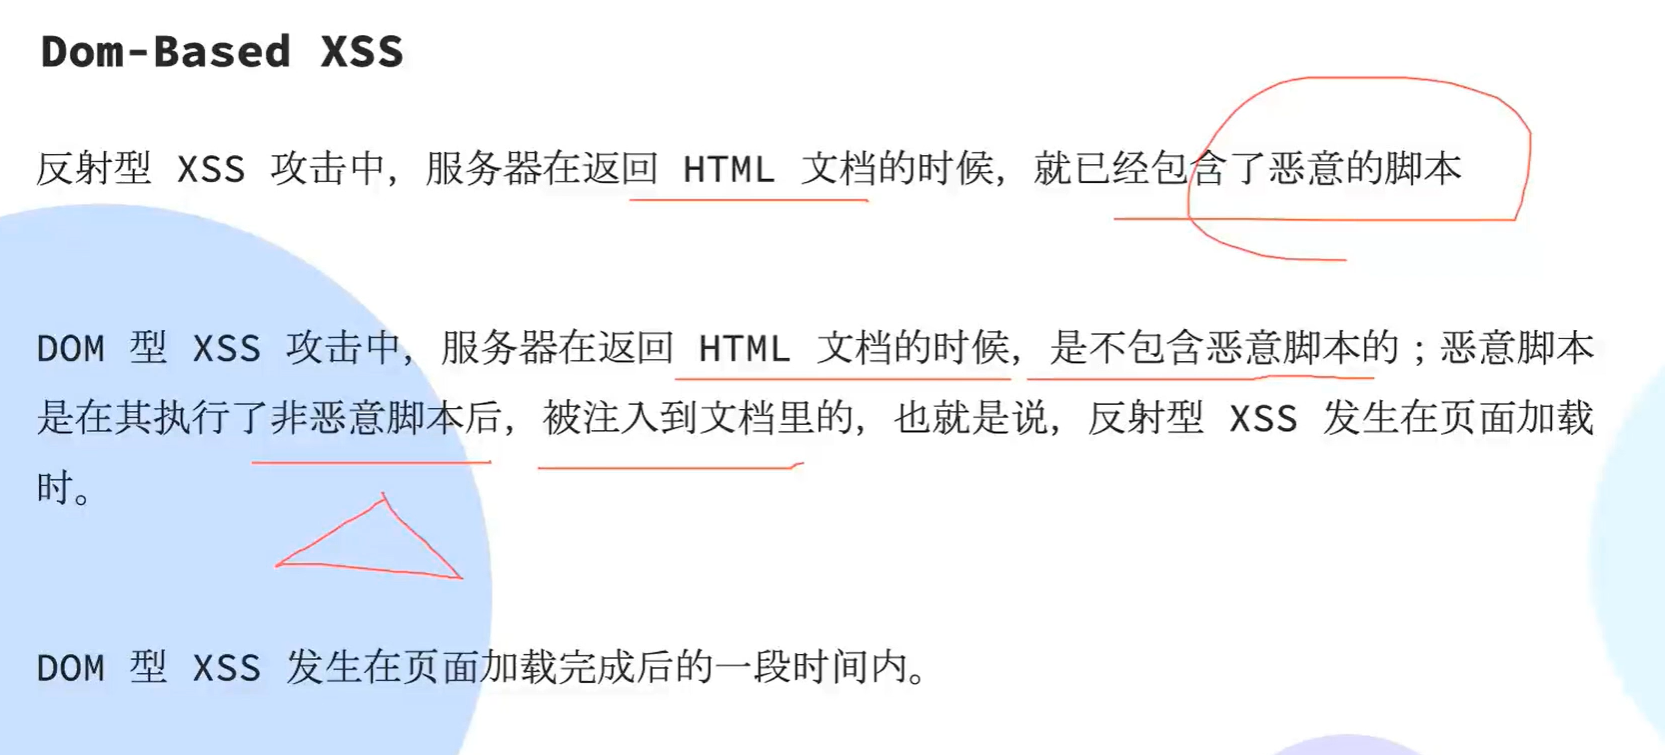 Dom-Based XSS
反射型 XSS 攻击中，服务器在返回 HTML 文档的时候，就已经包含了恶意的脚本
DOM 型 XSS 攻击中，服务器在返回 HTML 文档的时候，是不包含恶意脚本的；恶意脚本
是在其执行了非恶意脚本后，被注入到文档里的，也就是说，反射型 XSS 发生在页面加载
时。
DOM 型 XSS 发生在页面加载完成后的一段时间内。